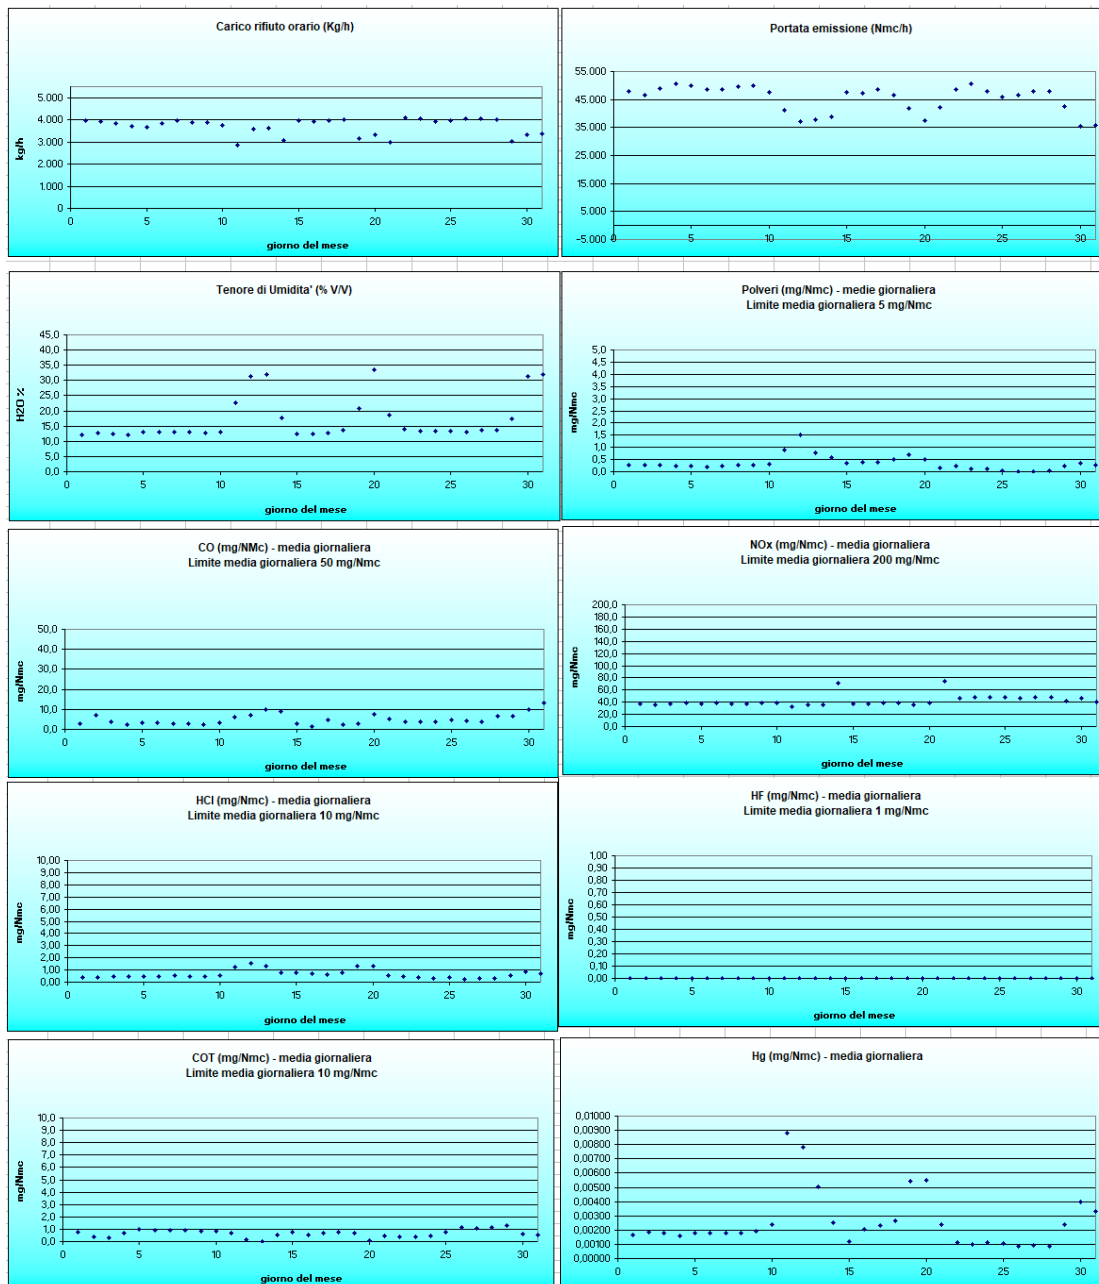 Carico rifiuto orario (Kg/h)
5.000
4.000
3.000
2.000
1.000
0
kg/h
0 5 10 15 20 25 30
giorno del mese
Portata emissione (Nmc/h)
55.000
45.000
35.000
25.000
15.000
5.000
-5.000
0 5 10 15 20 25 30
Tenore di Umidita' (% V/V)
45,0
40,0
35,0
30,0
25,0
20,0
15,0
10,0
5,0
0,0
H2O %
0 5 10 15 20 25 30
giorno del mese
Polveri (mg/Nmc) - medie giornaliera
Limite media giornaliera 5 mg/Nmc
5,0
4,5
4,0
3,5
3,0
2,5
2,0
1,5
1,0
0,5
0,0
mg/Nmc
0 5 10 15 20 25 30
giorno del mese
CO (mg/NMc) - media giornaliera
Limite media giornaliera 50 mg/Nmc
50,0
40,0
30,0
20,0
10,0
0,0
mg/Nmc
0 5 10 15 20 25 30
giorno del mese
NOx (mg/Nmc) - media giornaliera
Limite media giornaliera 200 mg/Nmc
200,0
180,0
160,0
140,0
120,0
100,0
80,0
60,0
40,0
20,0
0,0
mg/Nmc
0 5 10 15 20 25 30
giorno del mese
HCl (mg/Nmc) - media giornaliera
Limite media giornaliera 10 mg/Nmc
10,00
9,00
8,00
7,00
6,00
5,00
4,00
3,00
2,00
1,00
0,00
mg/Nmc
0 5 10 15 20 25 30
giorno del mese
HF (mg/Nmc) - media giornaliera
Limite media giornaliera 1 mg/Nmc
1,00
0,90
0,80
0,70
0,60
0,50
0,40
0,30
0,20
0,10
0,00
mg/Nmc
0 5 10 15 20 25 30
giorno del mese
COT (mg/Nmc) - media giornaliera
Limite media giornaliera 10 mg/Nmc
10,0
9,0
8,0
7,0
6,0
5,0
4,0
3,0
2,0
1,0
0,0
mg/Nmc
0 5 10 15 20 25 30
giorno del mese
Hg (mg/Nmc) - media giornaliera
0,01000
0,00900
0,00800
0,00700
0,00600
0,00500
0,00400
0,00300
0,00200
0,00100
0,00000
mg/Nmc
0 5 10 15 20 25 30
giorno del mese